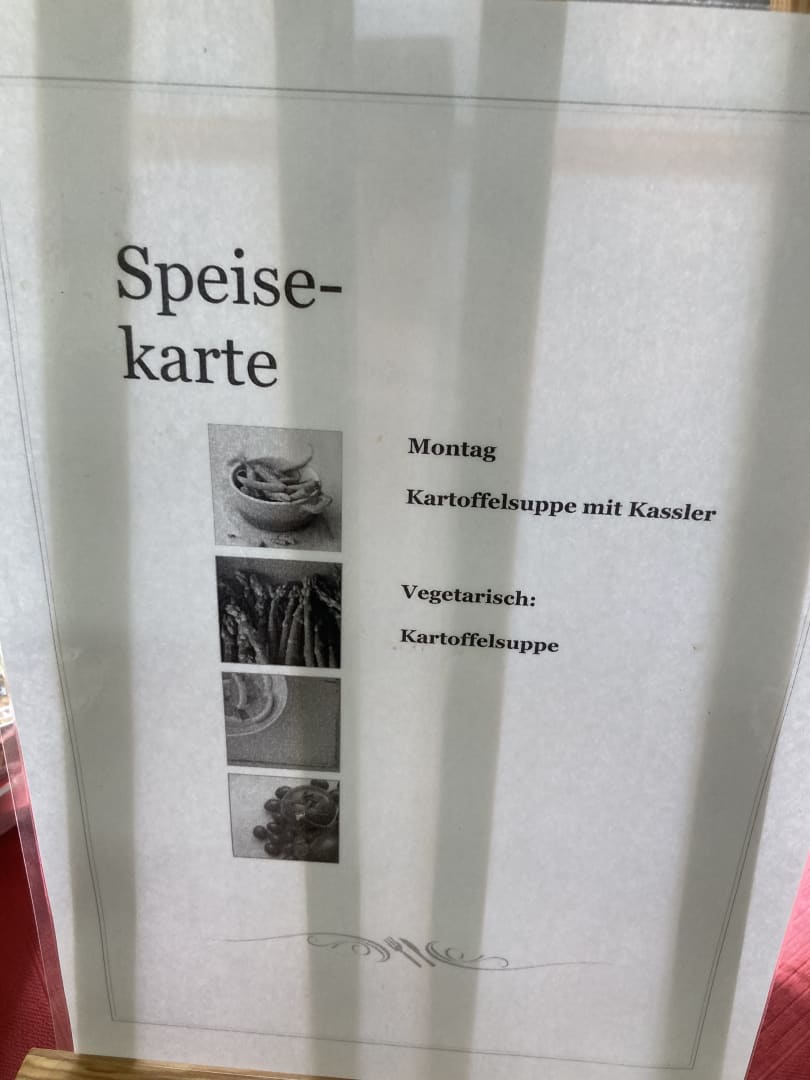 Speise-
karte
Montag
Kartoffelsuppe mit Kassler
Vegetarisch:
Kartoffelsuppe